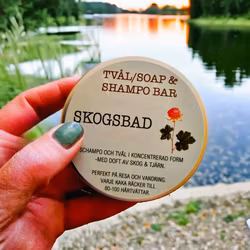 TVÅL/SOAP &
SHAMPO BAR
SKOGSBAD
SCHAMPO OCH TVÅL I KONCENTRERAD FORM
-MED DOFT AV SKOG & TJÄRN.
PERFEKT PÅ RESA OCH VANDRING.
VARJE KAKA RÄCKER TILL
80-100 HÅRTVÄTTAR.